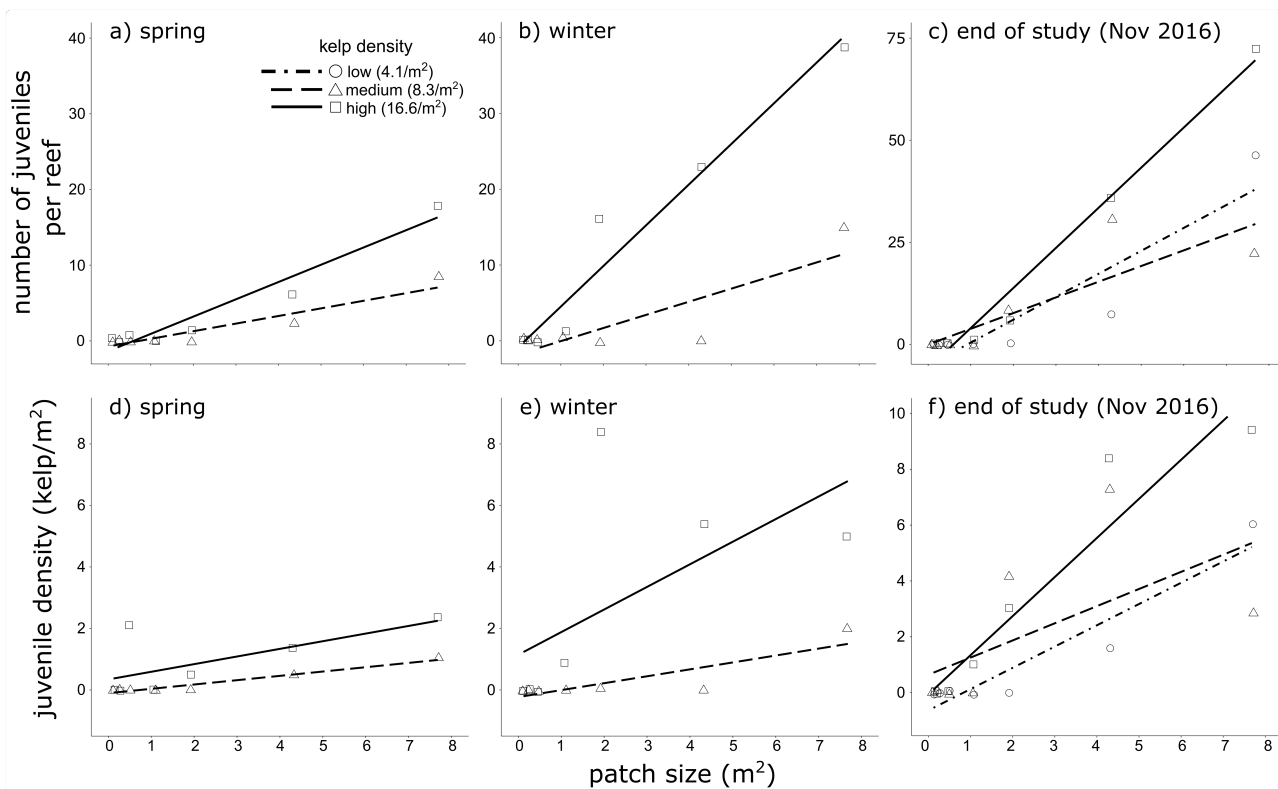 a) spring
b) winter
c) end of study (Nov 2016)
kelp density
low (4.1/m²)
medium (8.3/m²)
high (16.6/m²)
number of juveniles
per reef
40
30
20
10
0
40
30
20
10
0
75
50
25
0
d) spring
e) winter
f) end of study (Nov 2016)
juvenile density (kelp/m²)
8
6
4
2
0
8
6
4
2
0
10
8
6
4
2
0
0 1 2 3 4 5 6 7 8
0 1 2 3 4 5 6 7 8
0 1 2 3 4 5 6 7 8
patch size (m²)